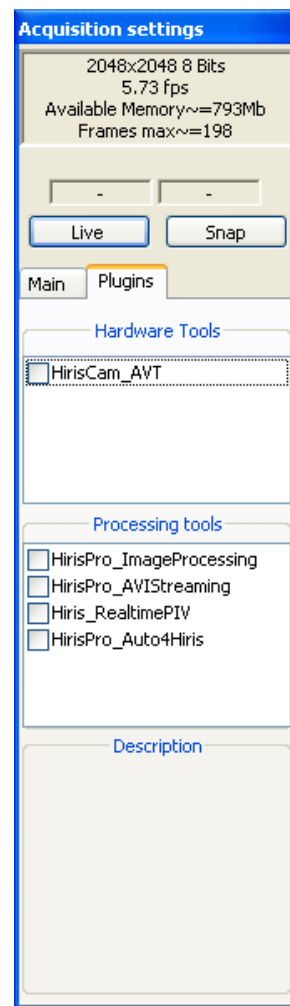 Acquisition settings
2048x2048 8 Bits
5.73 fps
Available Memory~=793Mb
Frames max~=198
- -
Live Snap
Main Plugins
Hardware Tools
HirisCam_AVT
Processing tools
HirisPro_ImageProcessing
HirisPro_AVIStreaming
Hiris_RealtimePIV
HirisPro_Auto4Hiris
Description